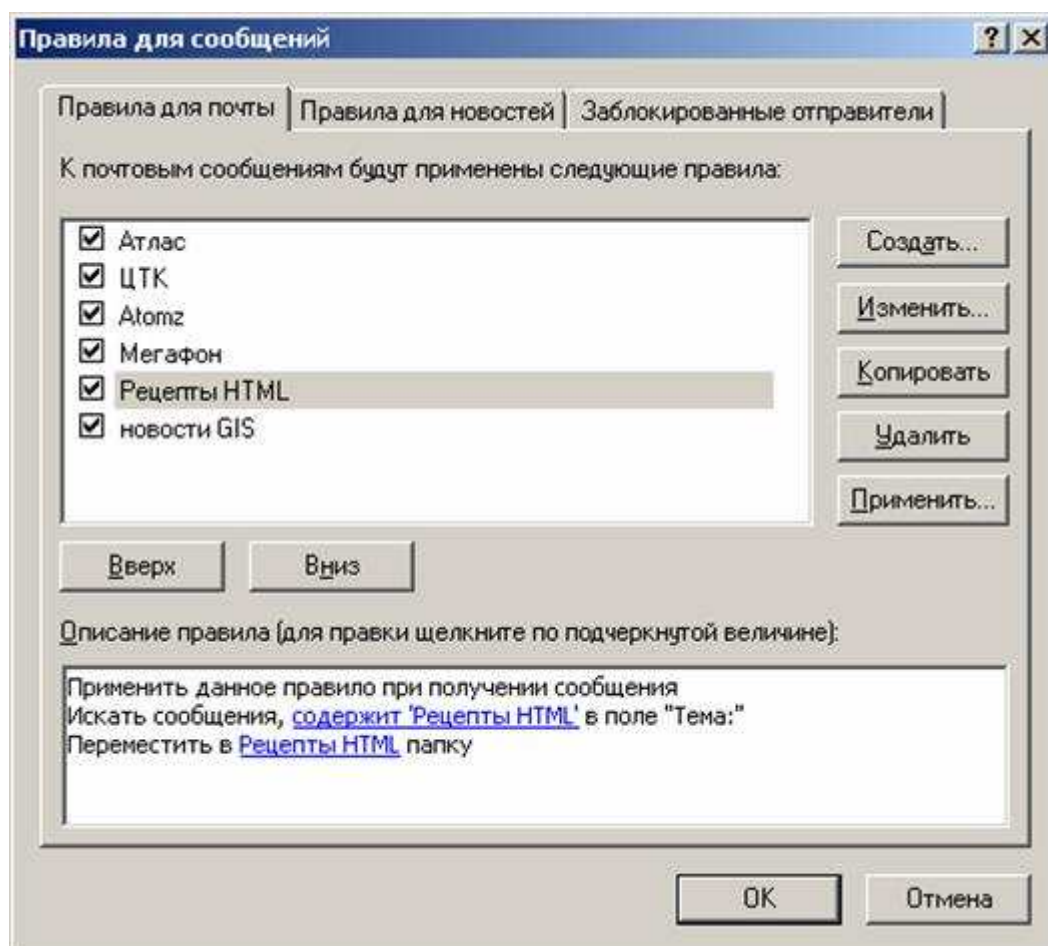 Правила для сообщений
Правила для почты
Правила для новостей
Заблокированные отправители
К почтовым сообщениям будут применены следующие правила:
Атлас
ЦТК
Atomz
Мегафон
Рецепты HTML
новости GIS
Создать...
Изменить...
Копировать
Удалить
Применить...
Вверх
Вниз
Описание правила (для правки щелкните по подчеркнутой величине):
Применить данное правило при получении сообщения
Искать сообщения, содержит 'Рецепты HTML' в поле "Тема:"
Переместить в Рецепты HTML папку
OK
Отмена